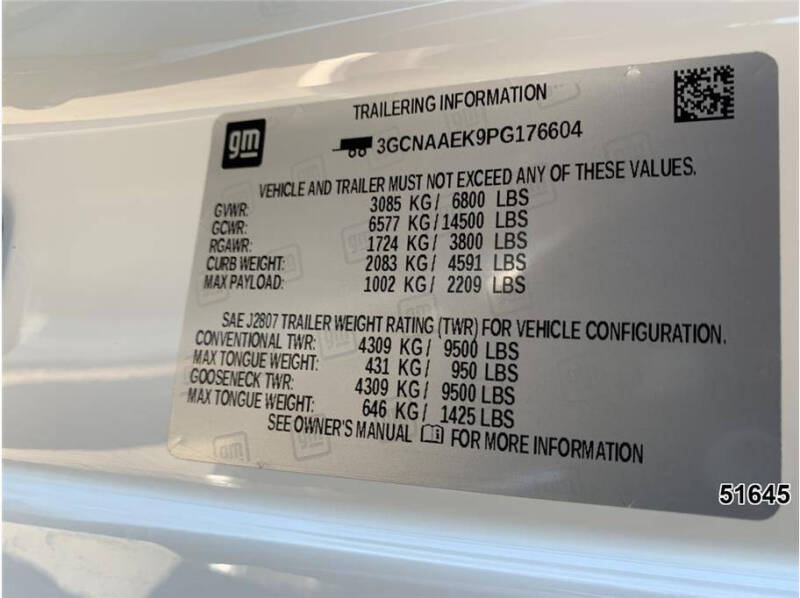 gm
TRAILERING INFORMATION
3GCNAAEK9PG176604
VEHICLE AND TRAILER MUST NOT EXCEED ANY OF THESE VALUES.
GVWR: 3085 KG/ 6800 LBS
GCWR: 6577 KG/14500 LBS
RGAWR: 1724 KG/ 3800 LBS
CURB WEIGHT: 2083 KG/ 4591 LBS
MAX PAYLOAD: 1002 KG/ 2209 LBS
SAE J2807 TRAILER WEIGHT RATING (TWR) FOR VEHICLE CONFIGURATION.
CONVENTIONAL TWR: 4309 KG/ 9500 LBS
MAX TONGUE WEIGHT: 431 KG/ 950 LBS
GOOSENECK TWR: 4309 KG/ 9500 LBS
MAX TONGUE WEIGHT: 646 KG/ 1425 LBS
SEE OWNER'S MANUAL FOR MORE INFORMATION
51645